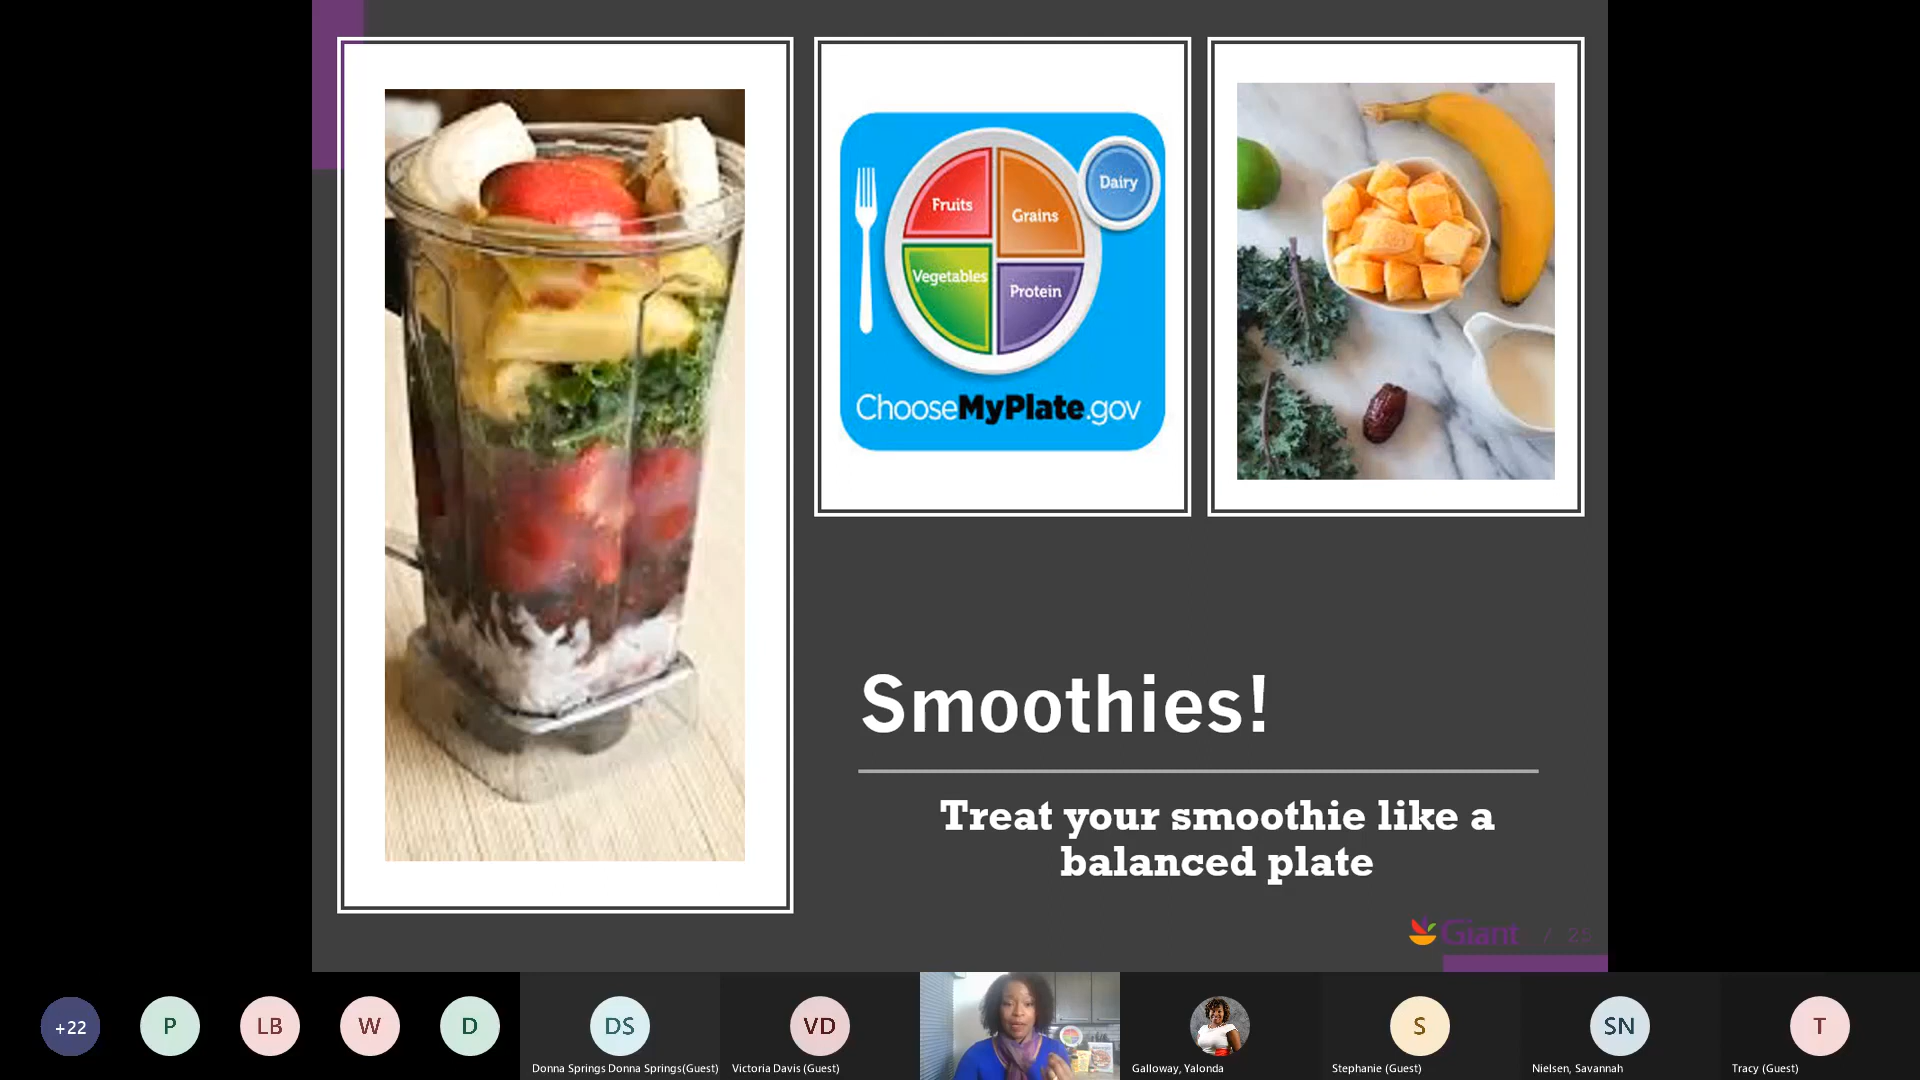 Fruits
Grains
Dairy
Vegetables
Protein
ChooseMyPlate.gov
Smoothies!
Treat your smoothie like a
balanced plate
Giant / 25
+22
P
LB
W
D
DS
VD
S
SN
T
Donna Springs Donna Springs(Guest)
Victoria Davis (Guest)
Galloway, Yalonda
Stephanie (Guest)
Nielsen, Savannah
Tracy (Guest)